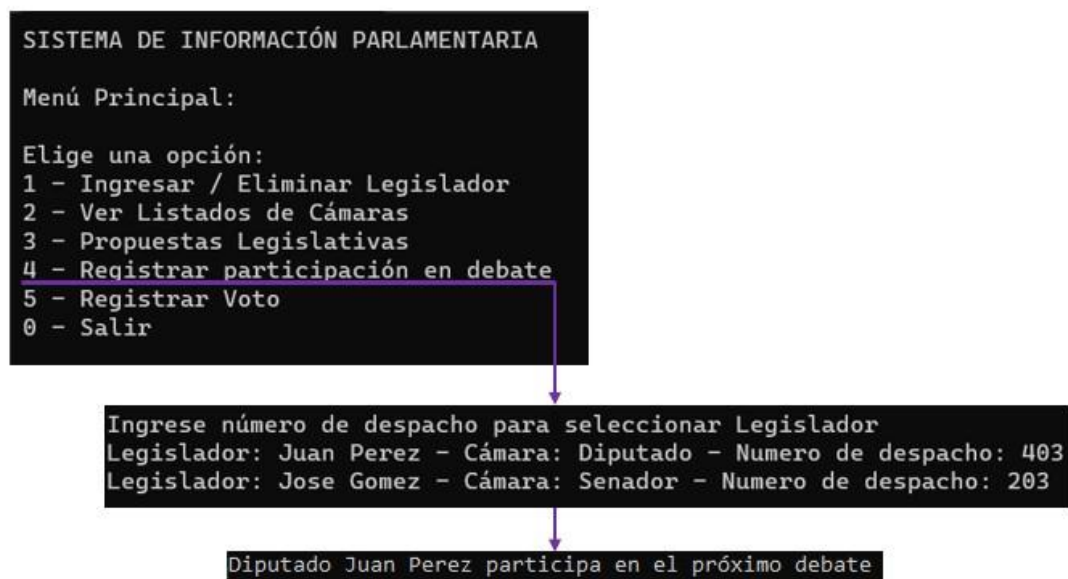 SISTEMA DE INFORMACIÓN PARLAMENTARIA
Menú Principal:
Elige una opción:
1 - Ingresar / Eliminar Legislador
2 - Ver Listados de Cámaras
3 - Propuestas Legislativas
4 - Registrar participación en debate
5 - Registrar Voto
0 - Salir
Ingrese número de despacho para seleccionar Legislador
Legislador: Juan Perez - Cámara: Diputado - Numero de despacho: 403
Legislador: Jose Gomez - Cámara: Senador - Numero de despacho: 203
Diputado Juan Perez participa en el próximo debate